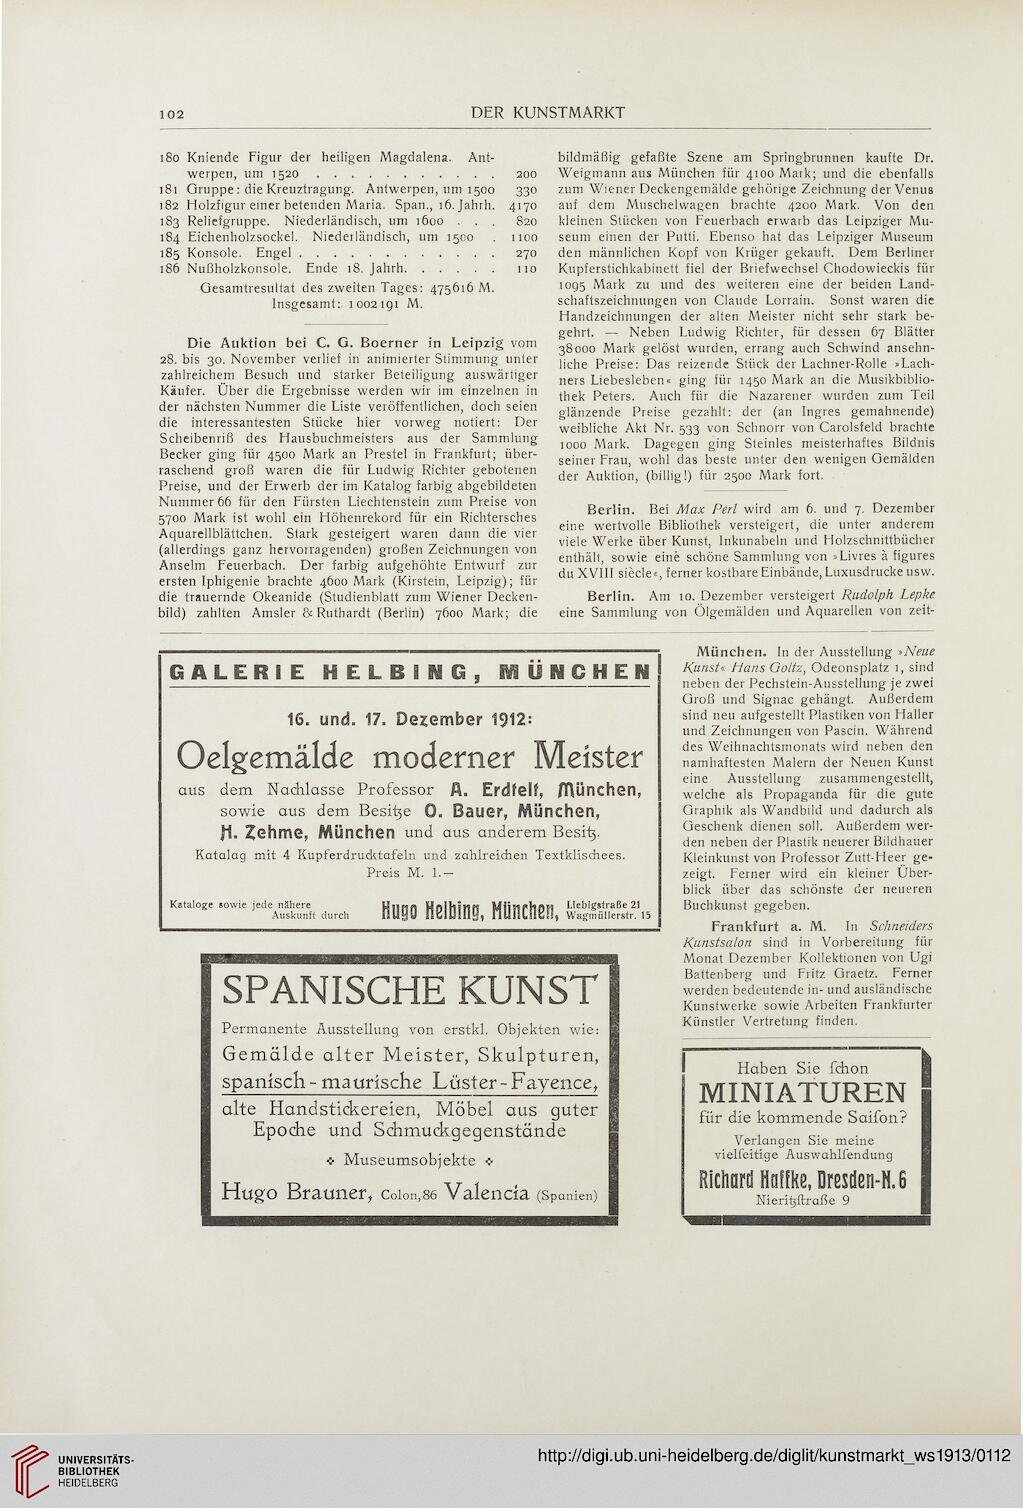 102
DER KUNSTMARKT
180 Kniende Figur der heiligen Magdalena. Ant-
werpen, um 1520 . . . . . . . . . . . 200
181 Gruppe: die Kreuztragung. Antwerpen, um 1500 330
182 Holzfigur einer betenden Maria. Span., 16. Jahrh. 4170
183 Reliefgruppe. Niederländisch, um 1600 . . . 820
184 Eichenholzsockel. Niederländisch, um 1500 . 1100
185 Konsole. Engel . . . . . . . . . . . . 270
186 Nußholzkonsole. Ende 18. Jahrh. . . . . . . 110
Gesamtresultat des zweiten Tages: 475616 M.
Insgesamt: 1002191 M.
Die Auktion bei C. G. Boerner in Leipzig vom
28. bis 30. November verlief in animierter Stimmung unter
zahlreichem Besuch und starker Beteiligung auswärtiger
Käufer. Über die Ergebnisse werden wir im einzelnen in
der nächsten Nummer die Liste veröffentlichen, doch seien
die interessantesten Stücke hier vorweg notiert: Der
Scheibenriß des Hausbuchmeisters aus der Sammlung
Becker ging für 4500 Mark an Prestel in Frankfurt; über-
raschend groß waren die für Ludwig Richter gebotenen
Preise, und der Erwerb der im Katalog farbig abgebildeten
Nummer 66 für den Fürsten Liechtenstein zum Preise von
5700 Mark ist wohl ein Höhenrekord für ein Richtersches
Aquarellblättchen. Stark gesteigert waren dann die vier
(allerdings ganz hervorragenden) großen Zeichnungen von
Anselm Feuerbach. Der farbig aufgehöhte Entwurf zur
ersten Iphigenie brachte 4600 Mark (Kirstein, Leipzig); für
die trauernde Okeanide (Studienblatt zum Wiener Decken-
bild) zahlten Amsler & Ruthardt (Berlin) 7600 Mark; die
bildmäßig gefaßte Szene am Springbrunnen kaufte Dr.
Weigmann aus München für 4100 Mark; und die ebenfalls
zum Wiener Deckengemälde gehörige Zeichnung der Venus
auf dem Muschelwagen brachte 4200 Mark. Von den
kleinen Stücken von Feuerbach erwarb das Leipziger Mu-
seum einen der Putti. Ebenso hat das Leipziger Museum
den männlichen Kopf von Krüger gekauft. Dem Berliner
Kupferstichkabinett fiel der Briefwechsel Chodowieckis für
1095 Mark zu und des weiteren eine der beiden Land-
schaftszeichnungen von Claude Lorrain. Sonst waren die
Handzeichnungen der alten Meister nicht sehr stark be-
gehrt. — Neben Ludwig Richter, für dessen 67 Blätter
38000 Mark gelöst wurden, errang auch Schwind ansehn-
liche Preise: Das reizende Stück der Lachner-Rolle »Lach-
ners Liebesleben« ging für 1450 Mark an die Musikbiblio-
thek Peters. Auch für die Nazarener wurden zum Teil
glänzende Preise gezahlt: der (an Ingres gemahnende)
weibliche Akt Nr. 533 von Schnorr von Carolsfeld brachte
1000 Mark. Dagegen ging Steinles meisterhaftes Bildnis
seiner Frau, wohl das beste unter den wenigen Gemälden
der Auktion, (billig!) für 2500 Mark fort.
Berlin. Bei Max Perl wird am 6. und 7. Dezember
eine wertvolle Bibliothek versteigert, die unter anderem
viele Werke über Kunst, Inkunabeln und Holzschnittbücher
enthält, sowie eine schöne Sammlung von »Livres à figures
du XVIII siècle«, ferner kostbare Einbände, Luxusdrucke usw.
Berlin. Am 10. Dezember versteigert Rudolph Lepke
eine Sammlung von Ölgemälden und Aquarellen von zeit-
GALERIE HELBING, MÜNCHEN
16. und. 17. Dezember 1912:
Oelgemälde moderner Meister
aus dem Nachlasse Professor A. Erdtelt, München,
sowie aus dem Besitze O. Bauer, München,
H. Zehme, München und aus anderem Besitz.
Katalag mit 4 Kupferdrucktafeln und zahlreichen Textklischees.
Preis M. 1.—
Kataloge sowie jede nähere
Auskunft durch
Hugo Helbing, München,
Liebigstraße 21
Wagmüllerstr. 15
SPANISCHE KUNST
Permanente Ausstellung von erstkl. Objekten wie:
Gemälde alter Meister, Skulpturen,
spanisch-maurische Lüster-Fayence,
alte Handstickereien, Möbel aus guter
Epoche und Schmuckgegenstände
❖ Museumsobjekte ❖
Hugo Brauner, Colon, 86 Valencia (Spanien)
München. In der Ausstellung »Neue
Kunst« Hans Goltz, Odeonsplatz 1, sind
neben der Pechstein-Ausstellung je zwei
Groß und Signac gehängt. Außerdem
sind neu aufgestellt Plastiken von Haller
und Zeichnungen von Pascin. Während
des Weihnachtsmonats wird neben den
namhaftesten Malern der Neuen Kunst
eine Ausstellung zusammengestellt,
welche als Propaganda für die gute
Graphik als Wandbild und dadurch als
Geschenk dienen soll. Außerdem wer-
den neben der Plastik neuerer Bildhauer
Kleinkunst von Professor Zutt-Heer ge-
zeigt. Ferner wird ein kleiner Über-
blick über das schönste der neueren
Buchkunst gegeben.
Frankfurt a. M. In Schneiders
Kunstsalon sind in Vorbereitung für
Monat Dezember Kollektionen von Ugi
Battenberg und Fritz Graetz. Ferner
werden bedeutende in- und ausländische
Kunstwerke sowie Arbeiten Frankfurter
Künstler Vertretung finden.
Haben Sie ſchon
MINIATUREN
für die kommende Saiſon?
Verlangen Sie meine
vielſeitige Auswahlſendung
Richard Hattke, Dresden-N. 6
Nieritzſtraße 9
UNIVERSITÄTS-
BIBLIOTHEK
HEIDELBERG
http://digi.ub.uni-heidelberg.de/diglit/kunstmarkt_ws1913/0112